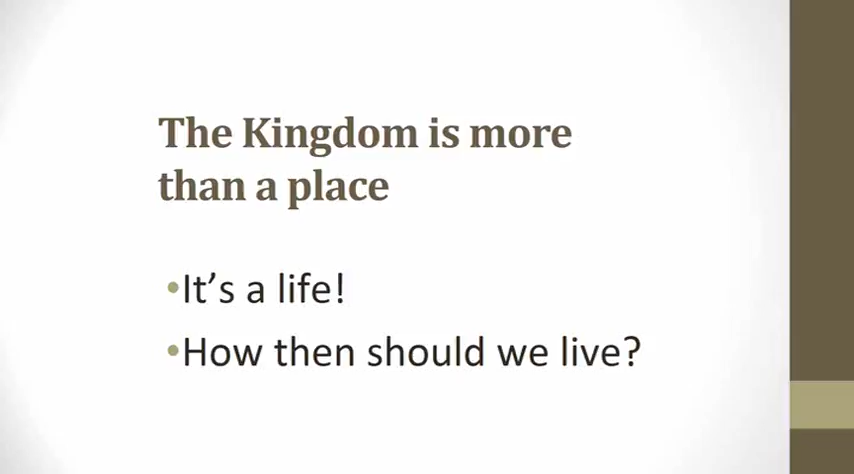 The Kingdom is more
than a place
•It’s a life!
•How then should we live?